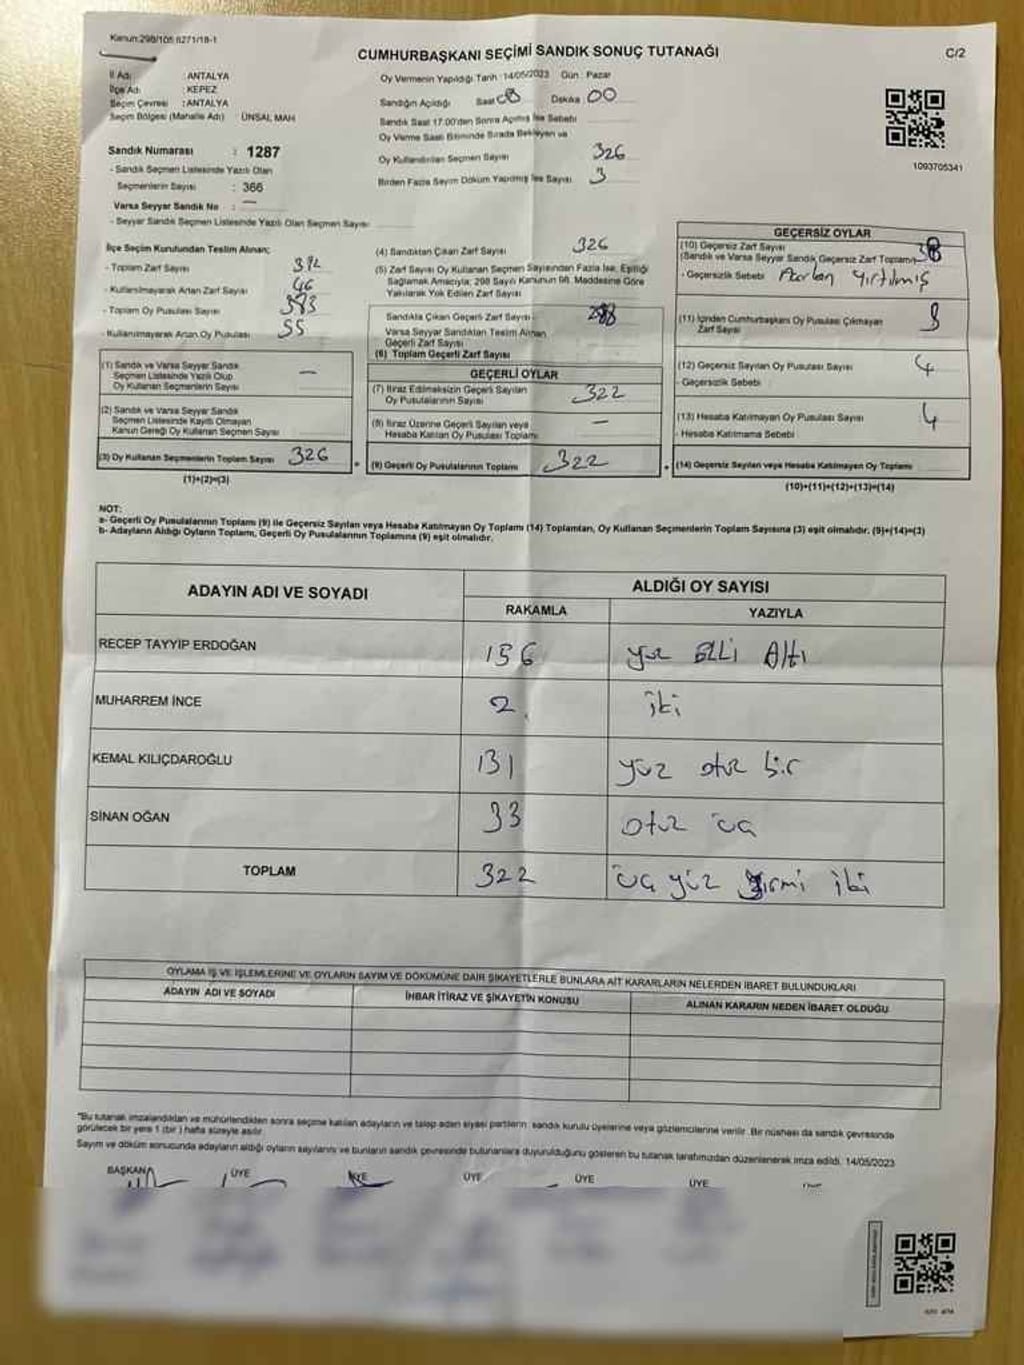 Kanun:298/105 6271/18-1
CUMHURBAŞKANI SEÇİMİ SANDIK SONUÇ TUTANAĞI
C/2
İl Adı : ANTALYA
İlçe Adı : KEPEZ
Seçim Çevresi : ANTALYA
Seçim Bölgesi (Mahalle Adı) : ÜNSAL MAH
Sandık Numarası : 1287
- Sandık Seçmen Listesinde Yazılı Olan
Seçmenlerin Sayısı : 366
Varsa Seyyar Sandık No : —
- Seyyar Sandık Seçmen Listesinde Yazılı Olan Seçmen Sayısı
Oy Vermenin Yapıldığı Tarih : 14/05/2023 Gün : Pazar
Sandığın Açıldığı Saat 08 Dakika : 00
Sandık Saat 17:00'den Sonra Açılmış İse Sebebi
Oy Verme Saati Bitiminde Sırada Bekleyen ve
Oy Kullandırılan Seçmen Sayısı 326
Birden Fazla Sayım Döküm Yapılmış İse Sayısı 3
1093705341
İlçe Seçim Kurulundan Teslim Alınan;
- Toplam Zarf Sayısı
- Kullanılmayarak Artan Zarf Sayısı 46
- Toplam Oy Pusulası Sayısı
- Kullanılmayarak Artan Oy Pusulası 55
(4) Sandıktan Çıkan Zarf Sayısı 326
(5) Zarf Sayısı Oy Kullanan Seçmen Sayısından Fazla İse, Eşitliği
Sağlamak Amacıyla; 298 Sayılı Kanunun 98. Maddesine Göre
Yakılarak Yok Edilen Zarf Sayısı
Sandıkta Çıkan Geçerli Zarf Sayısı
Varsa Seyyar Sandıktan Teslim Alınan
Geçerli Zarf Sayısı
(6) Toplam Geçerli Zarf Sayısı
GEÇERLİ OYLAR
(7) İtiraz Edilmeksizin Geçerli Sayılan
Oy Pusulalarının Sayısı 322
(8) İtiraz Üzerine Geçerli Sayılan veya
Hesaba Katılan Oy Pusulası Toplamı —
(9) Geçerli Oy Pusulalarının Toplamı 322
GEÇERSİZ OYLAR
(10) Geçersiz Zarf Sayısı
(Sandık ve Varsa Seyyar Sandık Geçersiz Zarf Toplamı)
- Geçersizlik Sebebi yırtılmış
(11) İçinden Cumhurbaşkanı Oy Pusulası Çıkmayan
Zarf Sayısı
(12) Geçersiz Sayılan Oy Pusulası Sayısı 4
- Geçersizlik Sebebi :
(13) Hesaba Katılmayan Oy Pusulası Sayısı 4
- Hesaba Katılmama Sebebi
(14) Geçersiz Sayılan veya Hesaba Katılmayan Oy Toplamı
(10)+(11)+(12)+(13)=(14)
(1) Sandık ve Varsa Seyyar Sandık
Seçmen Listesinde Yazılı Olup
Oy Kullanan Seçmenlerin Sayısı —
(2) Sandık ve Varsa Seyyar Sandık
Seçmen Listesinde Kayıtlı Olmayan
Kanun Gereği Oy Kullanan Seçmen Sayısı
(3) Oy Kullanan Seçmenlerin Toplam Sayısı 326
(1)+(2)=(3)
NOT:
a- Geçerli Oy Pusulalarının Toplamı (9) ile Geçersiz Sayılan veya Hesaba Katılmayan Oy Toplamı (14) Toplamları, Oy Kullanan Seçmenlerin Toplam Sayısına (3) eşit olmalıdır. (9)+(14)=(3)
b- Adayların Aldığı Oyların Toplamı, Geçerli Oy Pusulalarının Toplamına (9) eşit olmalıdır.
ADAYIN ADI VE SOYADI ALDIĞI OY SAYISI
RAKAMLA YAZIYLA
RECEP TAYYİP ERDOĞAN 156 yüz elli Altı
MUHARREM İNCE 2 iki
KEMAL KILIÇDAROĞLU 131 yüz otuz bir
SİNAN OĞAN 33 otuz üç
TOPLAM 322 üç yüz yirmi iki
OYLAMA İŞ VE İŞLEMLERİNE VE OYLARIN SAYIM VE DÖKÜMÜNE DAİR ŞİKAYETLERLE BUNLARA AİT KARARLARIN NELERDEN İBARET BULUNDUKLARI
ADAYIN ADI VE SOYADI İHBAR İTİRAZ VE ŞİKAYETİN KONUSU ALINAN KARARIN NEDEN İBARET OLDUĞU
*Bu tutanak imzalandıktan ve mühürlendikten sonra seçime katılan adayların ve talep eden siyasi partilerin sandık kurulu üyelerine veya gözlemcilerine verilir. Bir nüshası da sandık çevresinde
görülecek bir yere 1 (bir) hafta süreyle asılır.
Sayım ve döküm sonucunda adayların aldığı oyların sayılarını ve bunların sandık çevresinde bulunanlara duyurulduğunu gösteren bu tutanak tarafımızdan düzenlenerek imza edildi. 14/05/2023
BAŞKAN ÜYE ÜYE ÜYE ÜYE ÜYE